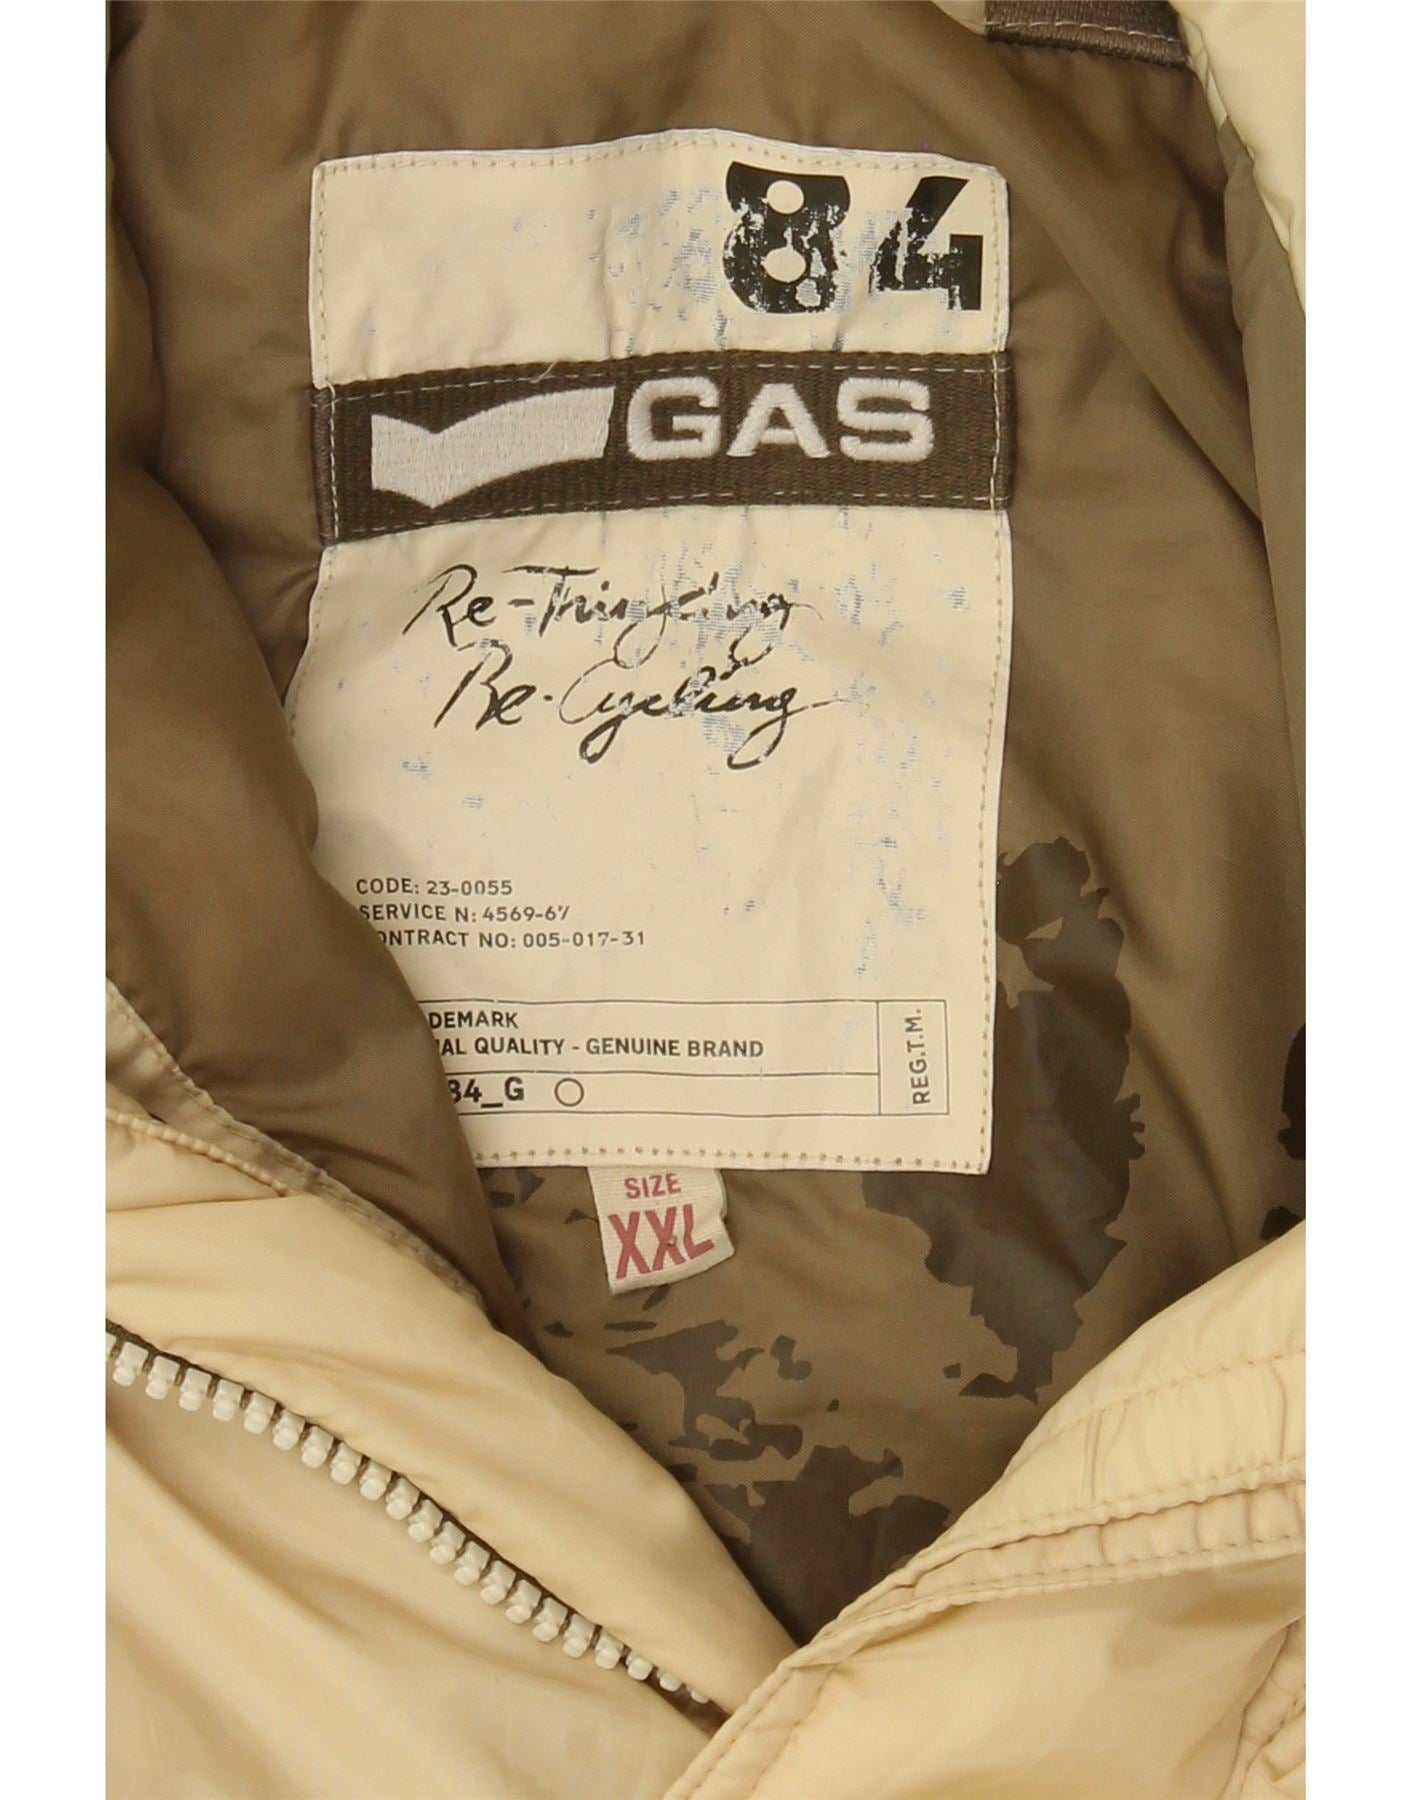 84
GAS
Re-Thinking
Re-Cycling
CODE: 23-0055
SERVICE N: 4569-67
CONTRACT NO: 005-017-31
DEMARK
QUALITY - GENUINE BRAND
84_G
REG.T.M.
SIZE
XXL